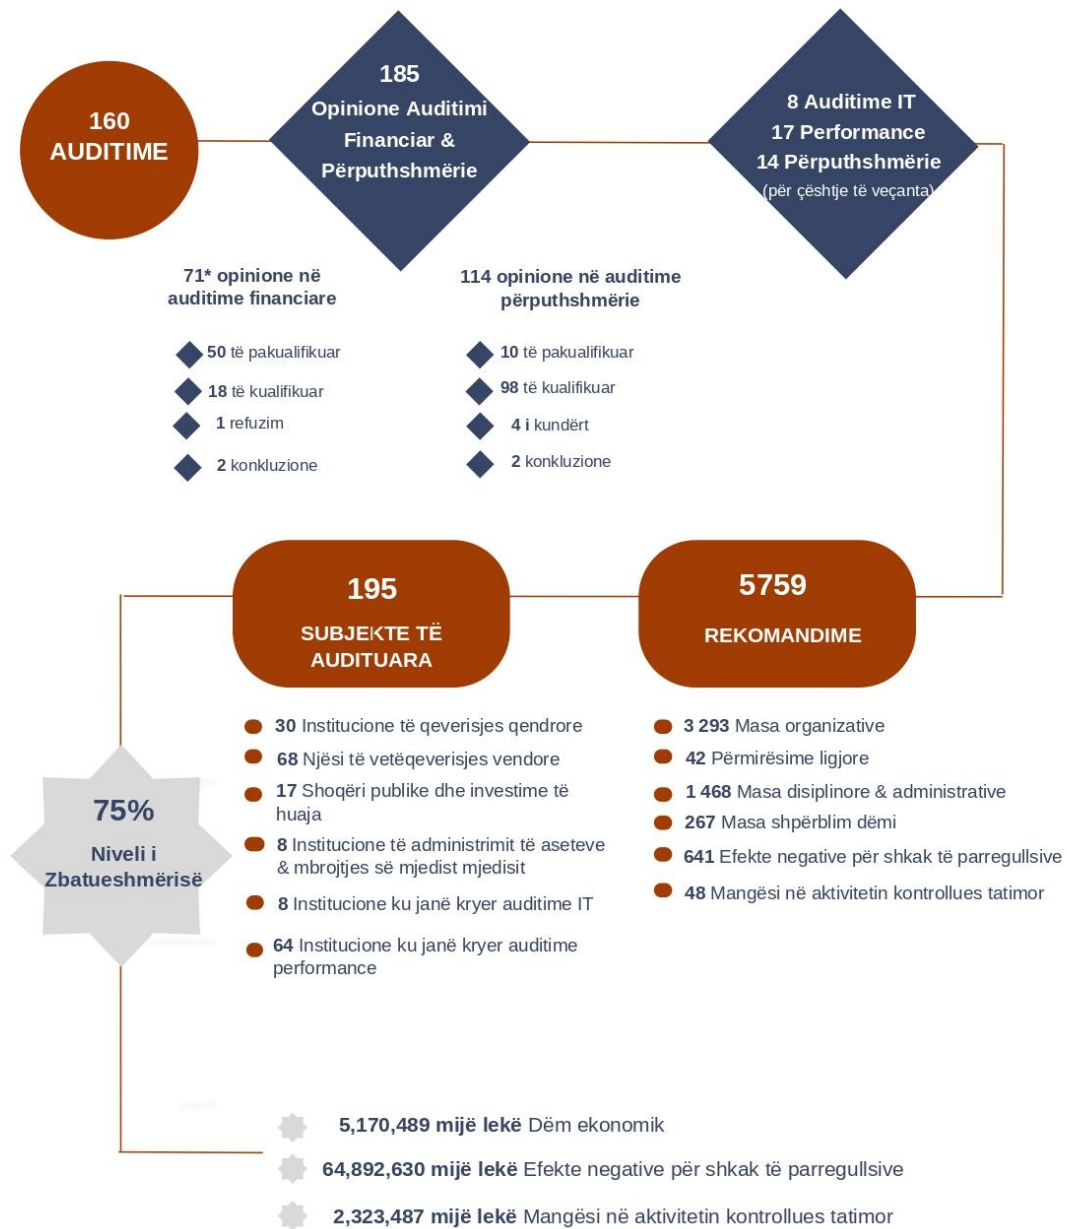 160
AUDITIME
185
Opinione Auditimi
Financiar &
Përputhshmërie
8 Auditime IT
17 Performance
14 Përputhshmërie
(për çështje të veçanta)
71* opinione në
auditime financiare
50 të pakualifikuar
18 të kualifikuar
1 refuzim
2 konkluzione
114 opinione në auditime
përputhshmërie
10 të pakualifikuar
98 të kualifikuar
4 i kundërt
2 konkluzione
195
SUBJEKTE TË
AUDITUARA
5759
REKOMANDIME
30 Institucione të qeverisjes qendrore
68 Njësi të vetëqeverisjes vendore
17 Shoqëri publike dhe investime të
huaja
8 Institucione të administrimit të aseteve
& mbrojtjes së mjedist mjedisit
8 Institucione ku janë kryer auditime IT
64 Institucione ku janë kryer auditime
performance
3 293 Masa organizative
42 Përmirësime ligjore
1 468 Masa disiplinore & administrative
267 Masa shpërblim dëmi
641 Efekte negative për shkak të parregullsive
48 Mangësi në aktivitetin kontrollues tatimor
75%
Niveli i
Zbatueshmërisë
5,170,489 mijë lekë Dëm ekonomik
64,892,630 mijë lekë Efekte negative për shkak të parregullsive
2,323,487 mijë lekë Mangësi në aktivitetin kontrollues tatimor